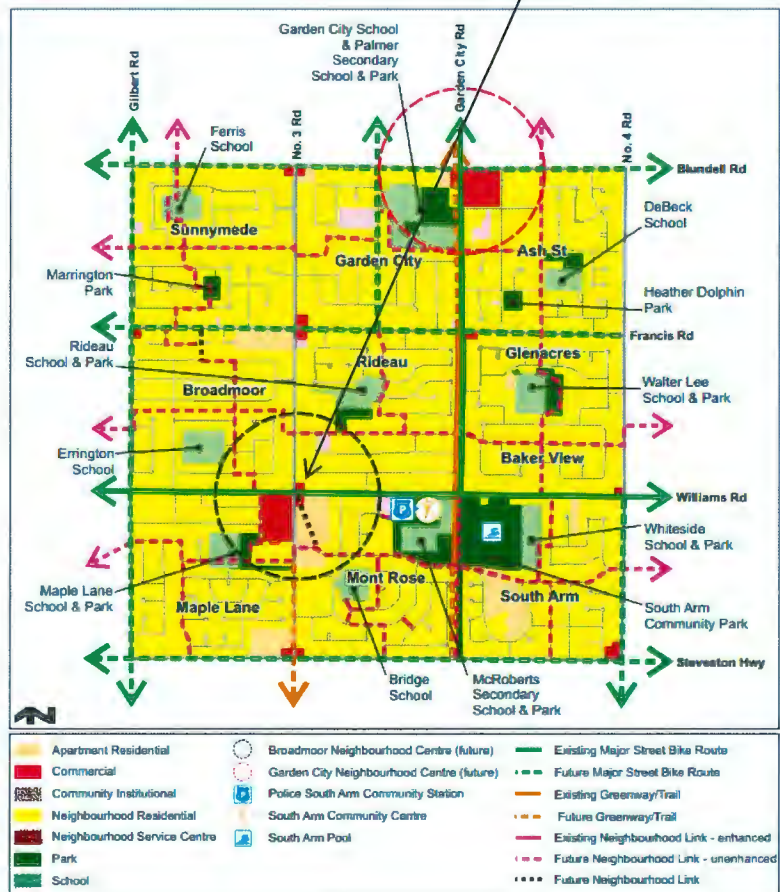 Garden City School
& Palmer
Secondary
School & Park
Gilbert Rd
No. 3 Rd
Garden City Rd
No. 4 Rd
Ferris
School
Blundell Rd
DeBeck
School
Sunnymede
Garden City
Ash St
Marrington
Park
Heather Dolphin
Park
Francis Rd
Rideau
School & Park
Rideau
Glenacres
Broadmoor
Walter Lee
School & Park
Errington
School
Baker View
Williams Rd
Whiteside
School & Park
Maple Lane
School & Park
Maple Lane
Mont Rose
South Arm
South Arm
Community Park
Steveston Hwy
Bridge
School
McRoberts
Secondary
School & Park
Apartment Residential
Commercial
Community Institutional
Neighbourhood Residential
Neighbourhood Service Centre
Park
School
Broadmoor Neighbourhood Centre (future)
Garden City Neighbourhood Centre (future)
Police South Arm Community Station
South Arm Community Centre
South Arm Pool
Existing Major Street Bike Route
Future Major Street Bike Route
Existing Greenway/Trail
Future Greenway/Trail
Existing Neighbourhood Link - enhanced
Future Neighbourhood Link - unenhanced
Future Neighbourhood Link